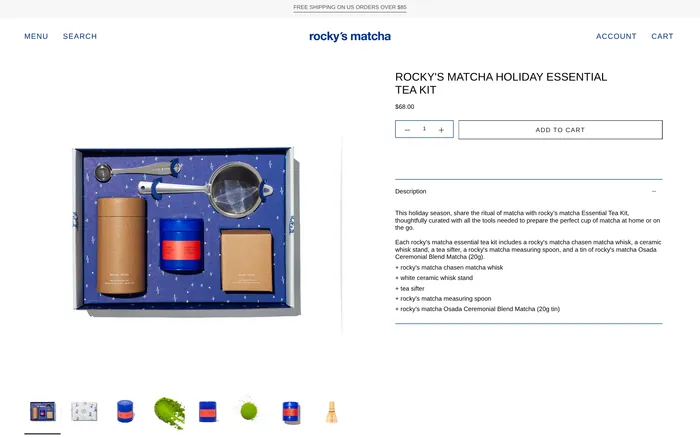 FREE SHIPPING ON US ORDERS OVER $85
MENU
SEARCH
rocky's matcha
ACCOUNT
CART
ROCKY'S MATCHA HOLIDAY ESSENTIAL
TEA KIT
$68.00
− 1 +
ADD TO CART
Description
−
This holiday season, share the ritual of matcha with rocky's matcha Essential Tea Kit,
thoughtfully curated with all the tools needed to prepare the perfect cup of matcha at home or on
the go.
Each rocky's matcha essential tea kit includes a rocky's matcha chasen matcha whisk, a ceramic
whisk stand, a tea sifter, a rocky's matcha measuring spoon, and a tin of rocky's matcha Osada
Ceremonial Blend Matcha (20g).
+ rocky's matcha chasen matcha whisk
+ white ceramic whisk stand
+ tea sifter
+ rocky's matcha measuring spoon
+ rocky's matcha Osada Ceremonial Blend Matcha (20g tin)